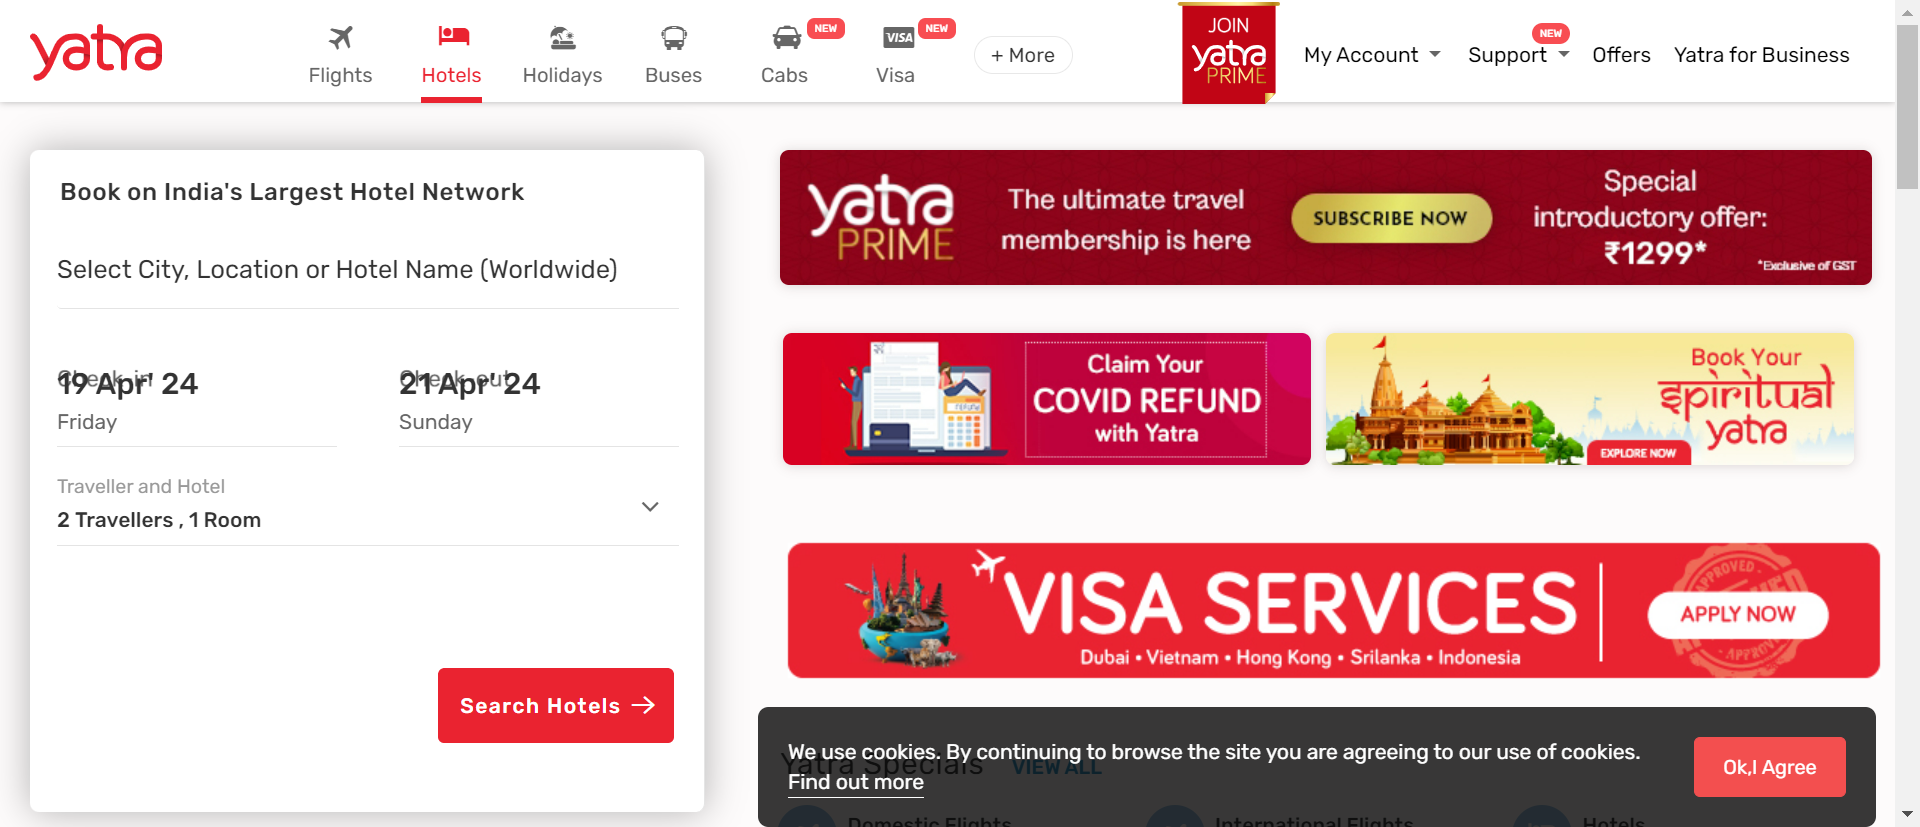 yatra
Flights
Hotels
Holidays
Buses
Cabs
NEW
VISA
Visa
NEW
+ More
JOIN
yatra
PRIME
My Account
Support
NEW
Offers
Yatra for Business
Book on India's Largest Hotel Network
Select City, Location or Hotel Name (Worldwide)
Check-in
19 Apr' 24
Friday
Check-out
21 Apr' 24
Sunday
Traveller and Hotel
2 Travellers , 1 Room
Search Hotels
yatra
PRIME
The ultimate travel
membership is here
SUBSCRIBE NOW
Special
introductory offer:
₹1299*
*Exclusive of GST
refund
Claim Your
COVID REFUND
with Yatra
Book Your
spiritual
yatra
EXPLORE NOW
VISA SERVICES
Dubai • Vietnam • Hong Kong • Srilanka • Indonesia
APPROVED
APPLY NOW
APPROVED
Yatra Specials
VIEW ALL
We use cookies. By continuing to browse the site you are agreeing to our use of cookies.
Find out more
Ok,I Agree
Domestic Flights
International Flights
Hotels